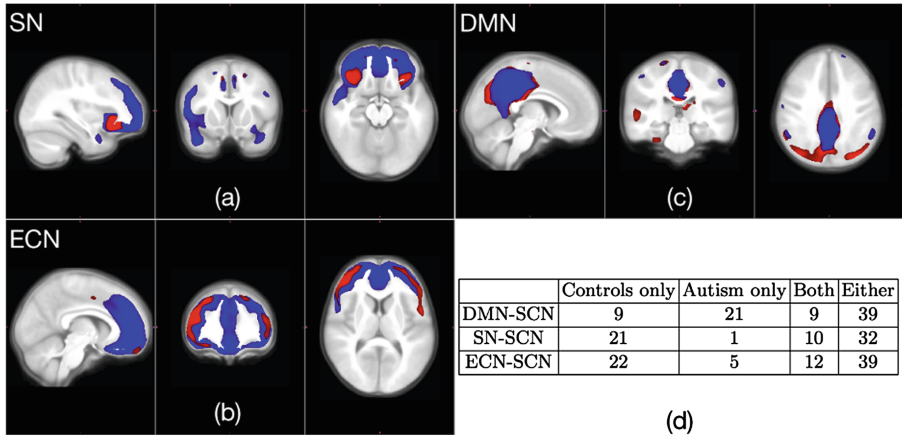 SN
(a)
DMN
(c)
ECN
(b)
Controls only Autism only Both Either
DMN-SCN 9 21 9 39
SN-SCN 21 1 10 32
ECN-SCN 22 5 12 39
(d)